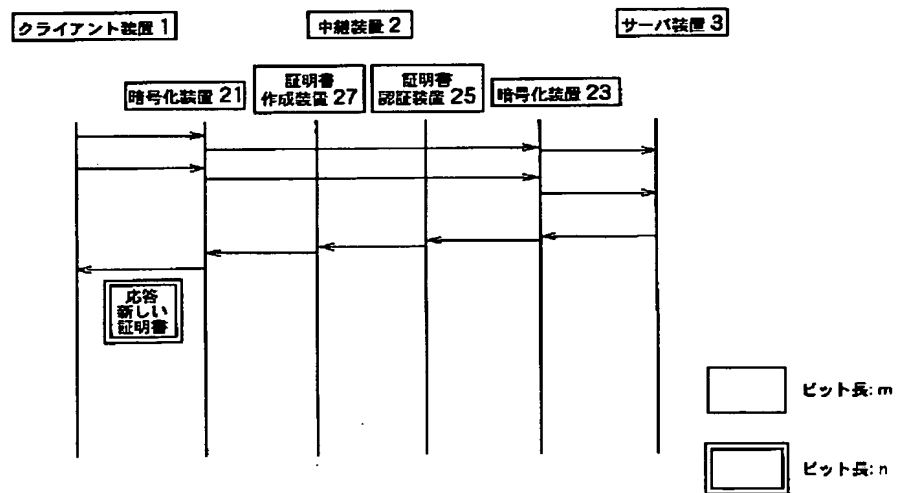 クライアント装置 1
中継装置 2
サーバ装置 3
暗号化装置 21
証明書
作成装置 27
証明書
認証装置 25
暗号化装置 23
応答
新しい
証明書
ビット長: m
ビット長: n